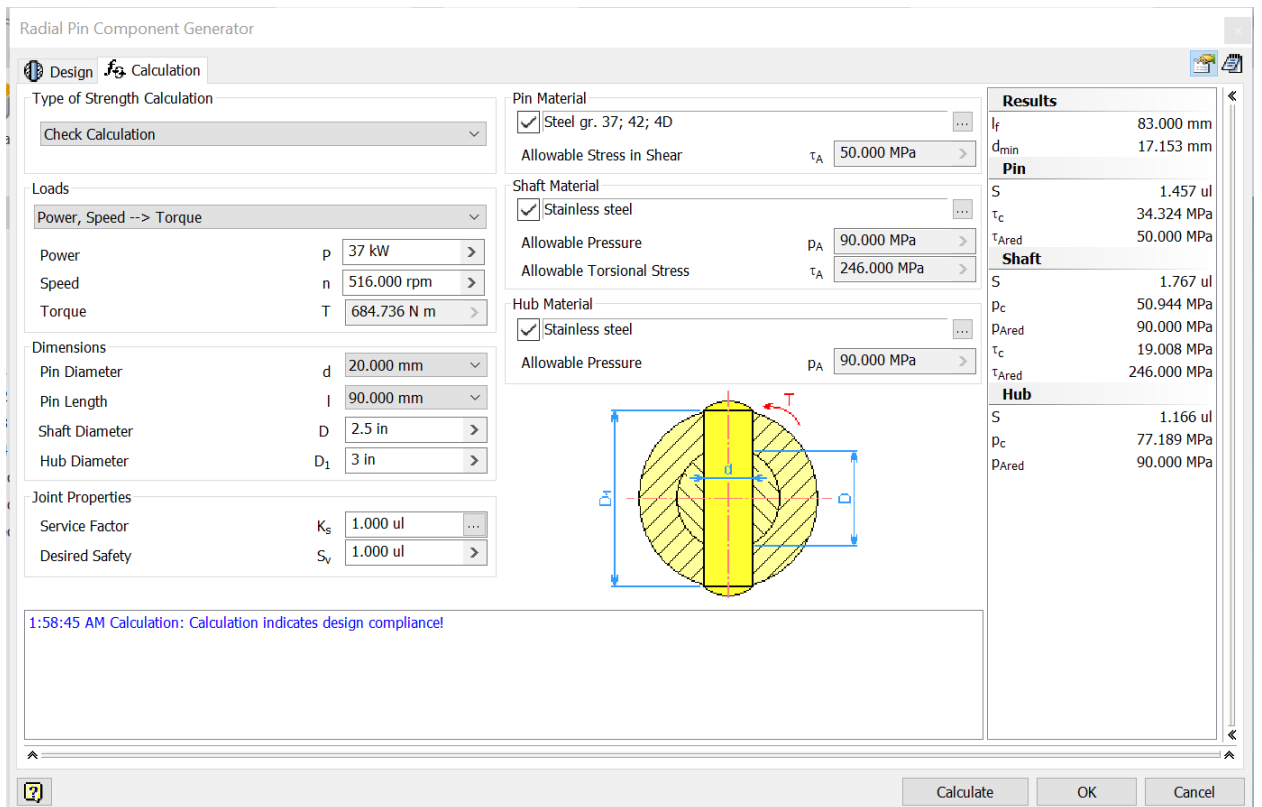 Radial Pin Component Generator
Design
Calculation
Type of Strength Calculation
Check Calculation
Loads
Power, Speed --> Torque
Power P 37 kW
Speed n 516.000 rpm
Torque T 684.736 N m
Dimensions
Pin Diameter d 20.000 mm
Pin Length l 90.000 mm
Shaft Diameter D 2.5 in
Hub Diameter D₁ 3 in
Joint Properties
Service Factor Ks 1.000 ul ...
Desired Safety Sv 1.000 ul
Pin Material
Steel gr. 37; 42; 4D ...
Allowable Stress in Shear τA 50.000 MPa
Shaft Material
Stainless steel ...
Allowable Pressure pA 90.000 MPa
Allowable Torsional Stress τA 246.000 MPa
Hub Material
Stainless steel ...
Allowable Pressure pA 90.000 MPa
T
d
D₁
D
Results
lf 83.000 mm
dmin 17.153 mm
Pin
S 1.457 ul
τc 34.324 MPa
τAred 50.000 MPa
Shaft
S 1.767 ul
pc 50.944 MPa
pAred 90.000 MPa
τc 19.008 MPa
τAred 246.000 MPa
Hub
S 1.166 ul
pc 77.189 MPa
pAred 90.000 MPa
1:58:45 AM Calculation: Calculation indicates design compliance!
Calculate
OK
Cancel